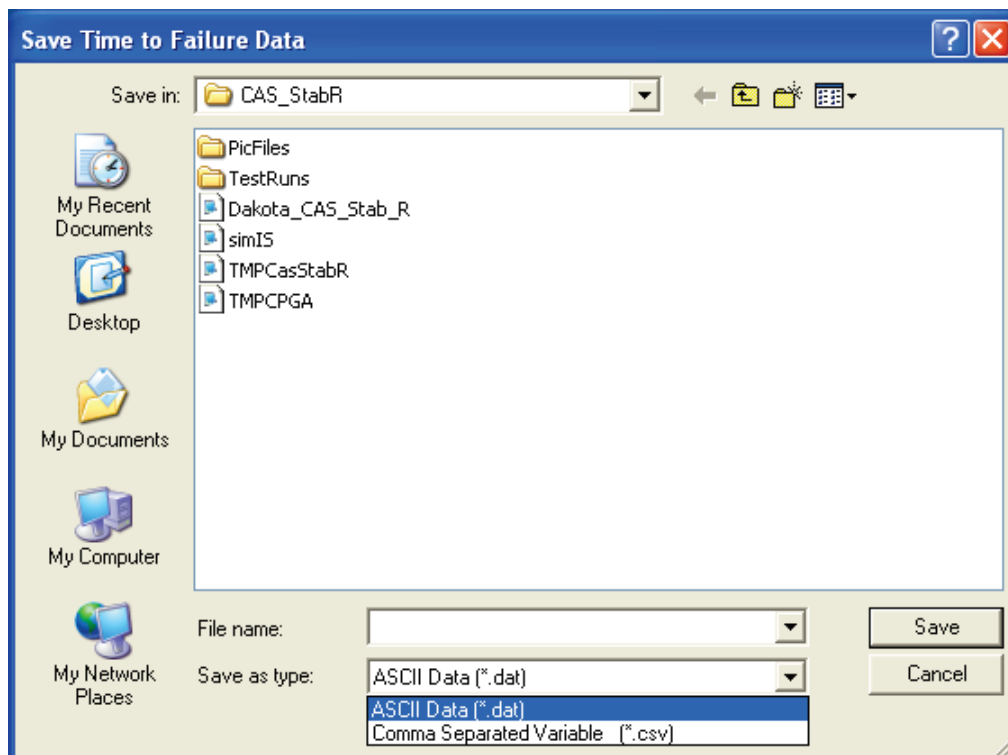 Save Time to Failure Data
Save in: CAS_StabR
My Recent
Documents
Desktop
My Documents
My Computer
My Network
Places
PicFiles
TestRuns
Dakota_CAS_Stab_R
simIS
TMPCasStabR
TMPCPGA
File name:
Save
Save as type: ASCII Data (*.dat)
Cancel
ASCII Data (*.dat)
Comma Separated Variable (*.csv)